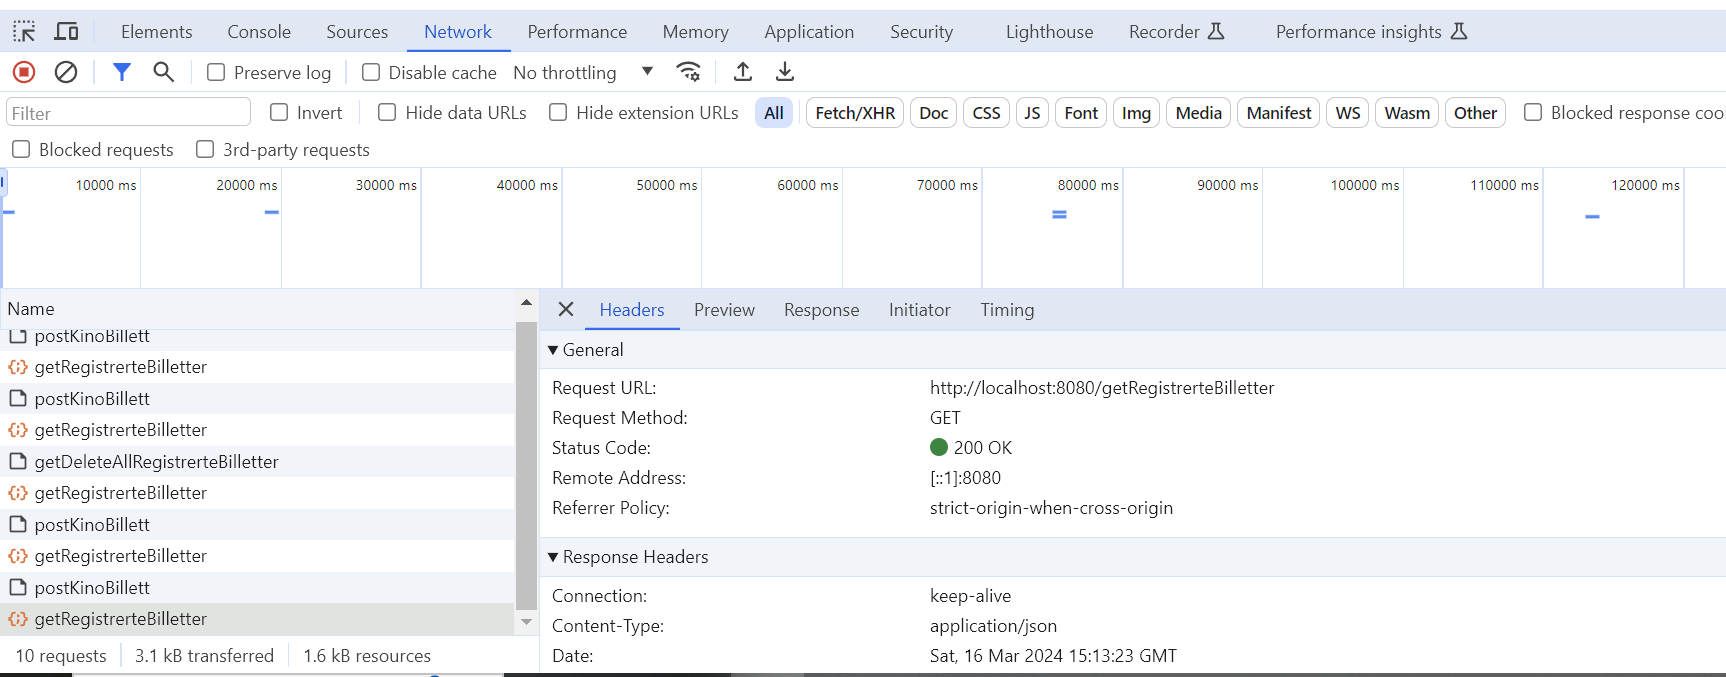 Elements Console Sources Network Performance Memory Application Security Lighthouse Recorder Performance insights
Preserve log Disable cache No throttling
Filter Invert Hide data URLs Hide extension URLs All Fetch/XHR Doc CSS JS Font Img Media Manifest WS Wasm Other Blocked response coo
Blocked requests 3rd-party requests
10000 ms 20000 ms 30000 ms 40000 ms 50000 ms 60000 ms 70000 ms 80000 ms 90000 ms 100000 ms 110000 ms 120000 ms
Name
postKinoBillett
getRegistrerteBilletter
postKinoBillett
getRegistrerteBilletter
getDeleteAllRegistrerteBilletter
getRegistrerteBilletter
postKinoBillett
getRegistrerteBilletter
postKinoBillett
getRegistrerteBilletter
10 requests 3.1 kB transferred 1.6 kB resources
Headers Preview Response Initiator Timing
General
Request URL: http://localhost:8080/getRegistrerteBilletter
Request Method: GET
Status Code: 200 OK
Remote Address: [::1]:8080
Referrer Policy: strict-origin-when-cross-origin
Response Headers
Connection: keep-alive
Content-Type: application/json
Date: Sat, 16 Mar 2024 15:13:23 GMT